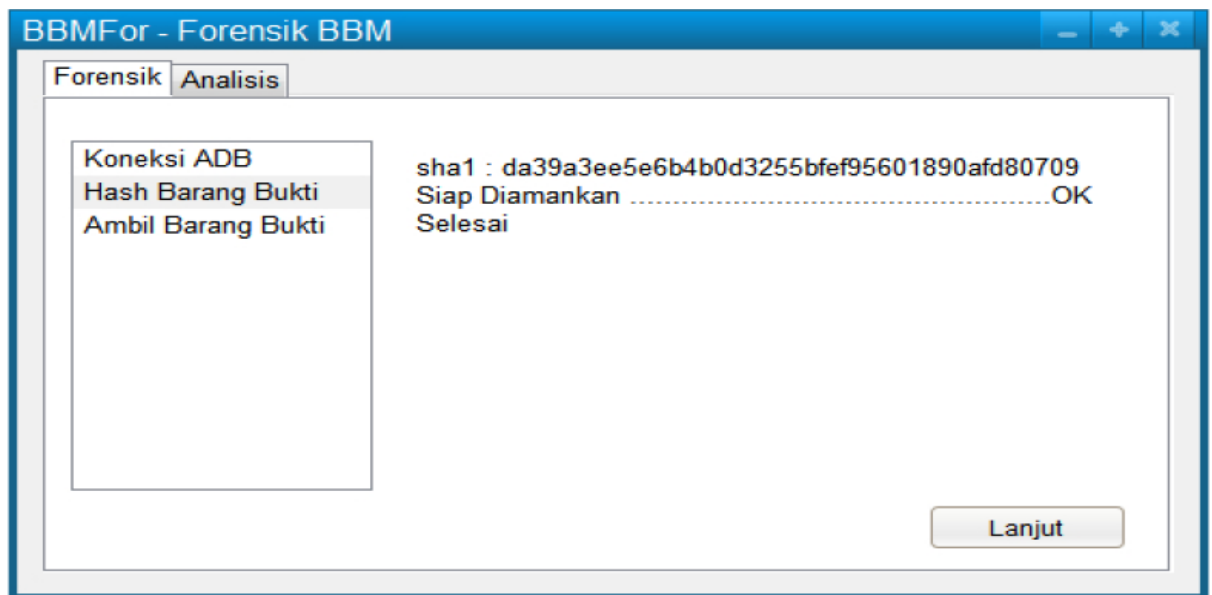 BBMFor - Forensik BBM
Forensik
Analisis
Koneksi ADB
Hash Barang Bukti
Ambil Barang Bukti
sha1 : da39a3ee5e6b4b0d3255bfef95601890afd80709
Siap Diamankan ................................................OK
Selesai
Lanjut